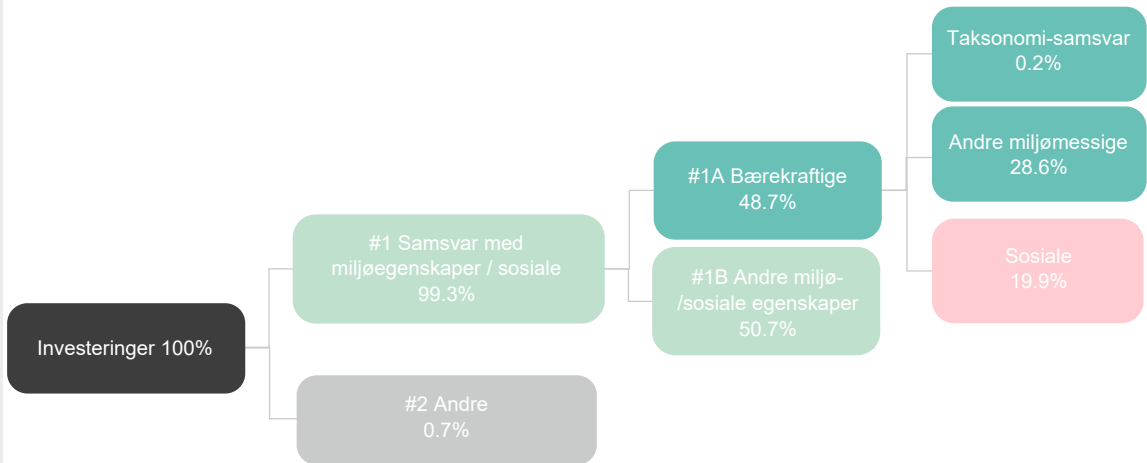 Investeringer 100%
#1 Samsvar med
miljøegenskaper / sosiale
99.3%
#2 Andre
0.7%
#1A Bærekraftige
48.7%
#1B Andre miljø-
/sosiale egenskaper
50.7%
Taksonomi-samsvar
0.2%
Andre miljømessige
28.6%
Sosiale
19.9%